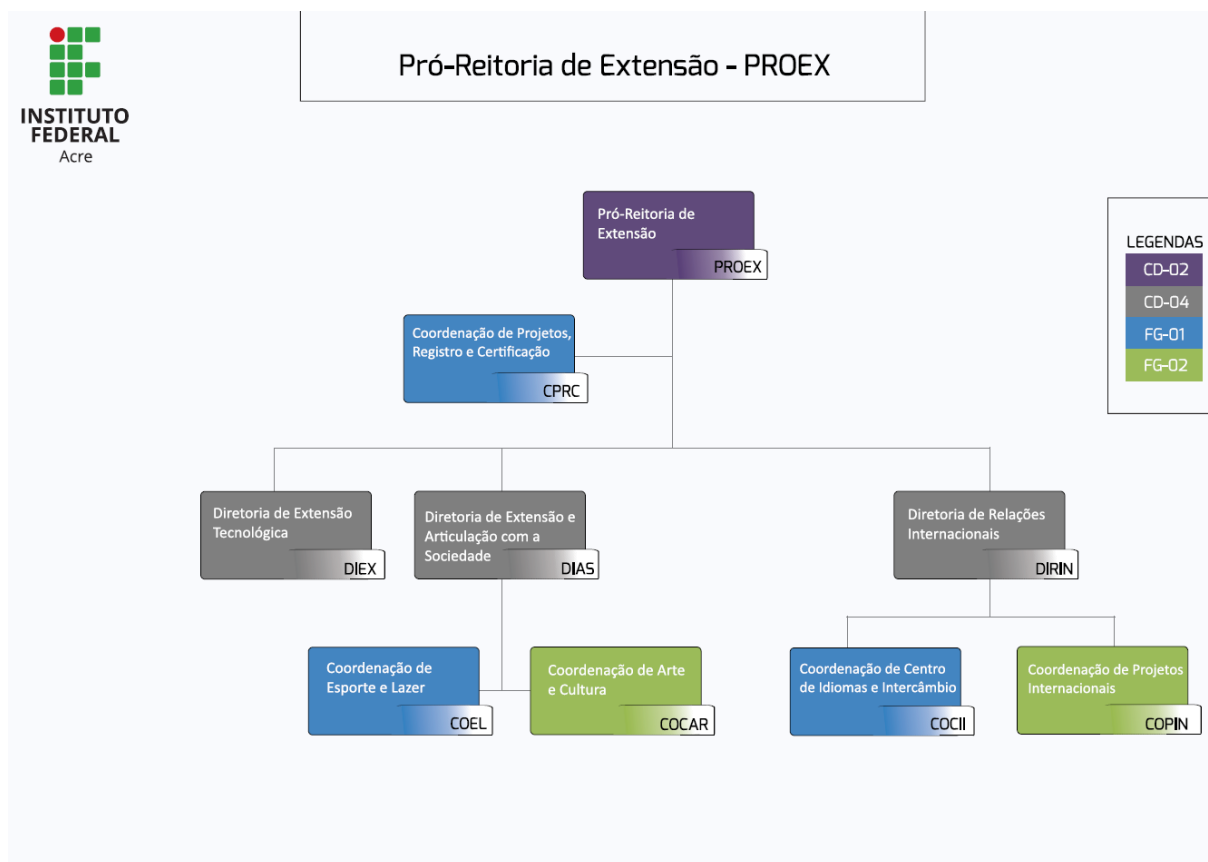 INSTITUTO
FEDERAL
Acre
Pró-Reitoria de Extensão - PROEX
Pró-Reitoria de
Extensão
PROEX
LEGENDAS
CD-02
CD-04
FG-01
FG-02
Coordenação de Projetos,
Registro e Certificação
CPRC
Diretoria de Extensão
Tecnológica
DIEX
Diretoria de Extensão e
Articulação com a
Sociedade
DIAS
Diretoria de Relações
Internacionais
DIRIN
Coordenação de
Esporte e Lazer
COEL
Coordenação de Arte
e Cultura
COCAR
Coordenação de Centro
de Idiomas e Intercâmbio
COCII
Coordenação de Projetos
Internacionais
COPIN